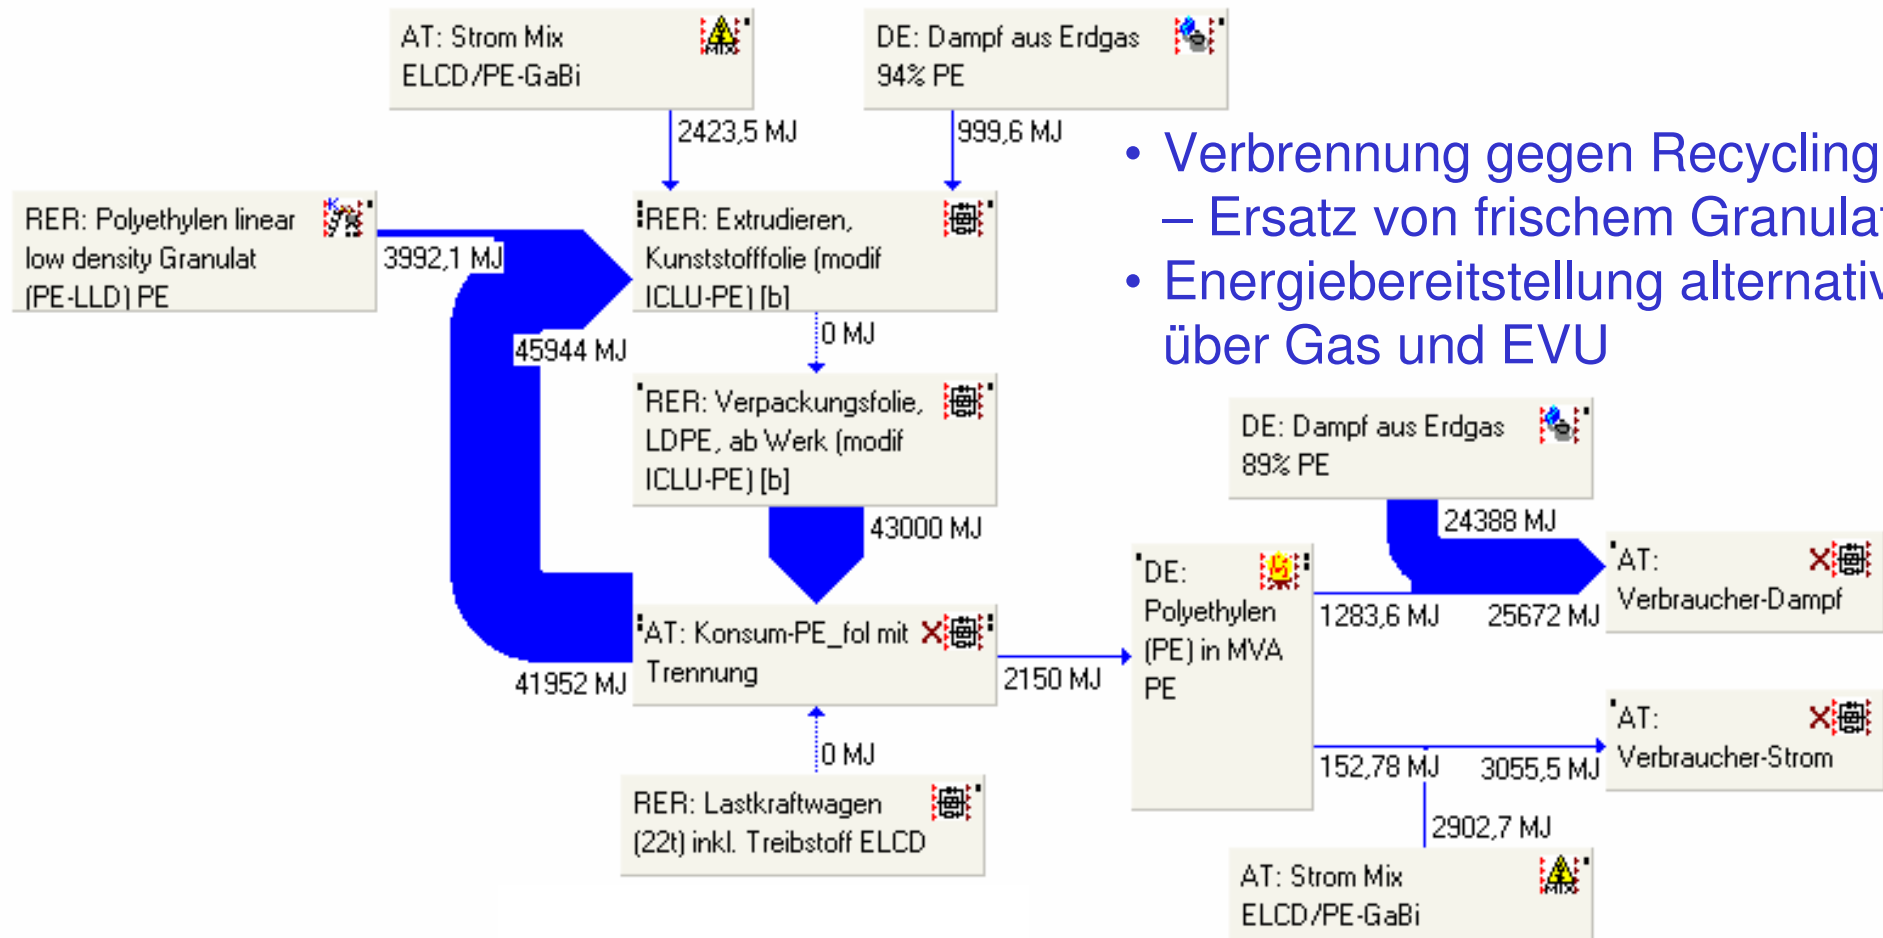 AT: Strom Mix
ELCD/PE-GaBi
DE: Dampf aus Erdgas
94% PE
2423,5 MJ
999,6 MJ
• Verbrennung gegen Recycling
– Ersatz von frischem Granulat
• Energiebereitstellung alternativ
über Gas und EVU
RER: Polyethylen linear
low density Granulat
(PE-LLD) PE
3992,1 MJ
RER: Extrudieren,
Kunststofffolie (modif
ICLU-PE) [b]
45944 MJ
0 MJ
RER: Verpackungsfolie,
LDPE, ab Werk (modif
ICLU-PE) [b]
43000 MJ
DE: Dampf aus Erdgas
89% PE
24388 MJ
AT: Konsum-PE_fol mit
Trennung
41952 MJ
2150 MJ
DE:
Polyethylen
(PE) in MVA
PE
1283,6 MJ
25672 MJ
AT:
Verbraucher-Dampf
152,78 MJ
3055,5 MJ
AT:
Verbraucher-Strom
0 MJ
RER: Lastkraftwagen
(22t) inkl. Treibstoff ELCD
2902,7 MJ
AT: Strom Mix
ELCD/PE-GaBi